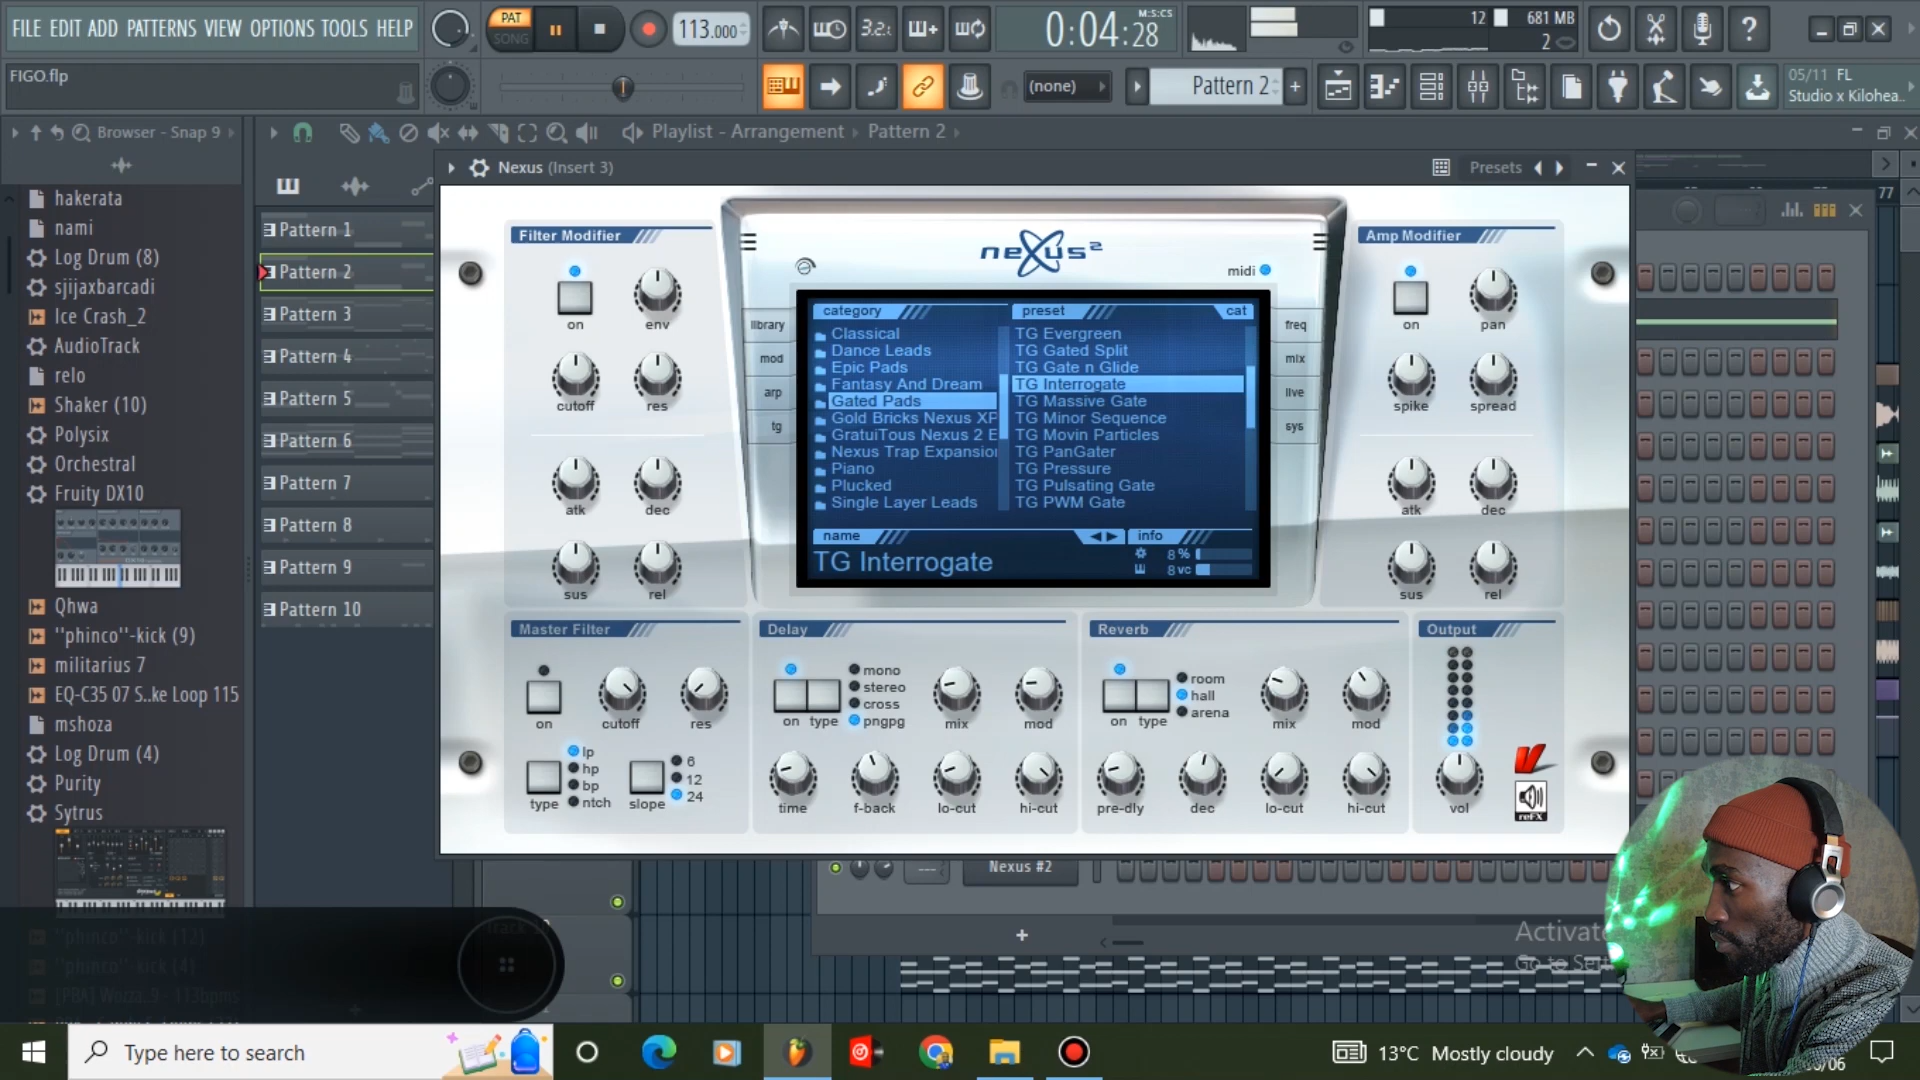 FILE EDIT ADD PATTERNS VIEW OPTIONS TOOLS HELP
PAT
SONG
113.000
3.2.
M:S:CS
0:04:28
12
681 MB
2
FIGO.flp
(none)
Pattern 2
05/11 FL
Studio x Kilohea..
Browser - Snap 9
Playlist - Arrangement
Pattern 2
hakerata
nami
Log Drum (8)
sjijaxbarcadi
Ice Crash_2
AudioTrack
relo
Shaker (10)
Polysix
Orchestral
Fruity DX10
Qhwa
"phinco"-kick (9)
militarius 7
EQ-C35 07 S..ke Loop 115
mshoza
Log Drum (4)
Purity
Sytrus
"phinco"-kick (12)
"phinco"-kick (4)
Pattern 1
Pattern 2
Pattern 3
Pattern 4
Pattern 5
Pattern 6
Pattern 7
Pattern 8
Pattern 9
Pattern 10
Nexus (Insert 3)
Presets
77
Filter Modifier
on
env
cutoff
res
atk
dec
sus
rel
nexus²
midi
library
mod
arp
tg
category
Classical
Dance Leads
Epic Pads
Fantasy And Dream
Gated Pads
Gold Bricks Nexus XP
GratuiTous Nexus 2 E
Nexus Trap Expansion
Piano
Plucked
Single Layer Leads
preset
cat
TG Evergreen
TG Gated Split
TG Gate n Glide
TG Interrogate
TG Massive Gate
TG Minor Sequence
TG Movin Particles
TG PanGater
TG Pressure
TG Pulsating Gate
TG PWM Gate
name
TG Interrogate
info
8 %
8 vc
freq
mix
live
sys
Amp Modifier
on
pan
spike
spread
atk
dec
sus
rel
Master Filter
on
cutoff
res
type
lp
hp
bp
ntch
slope
6
12
24
Delay
on
type
mono
stereo
cross
pngpg
mix
mod
time
f-back
lo-cut
hi-cut
Reverb
on
type
room
hall
arena
mix
mod
pre-dly
dec
lo-cut
hi-cut
Output
vol
reFX
Nexus #2
Type here to search
13°C Mostly cloudy